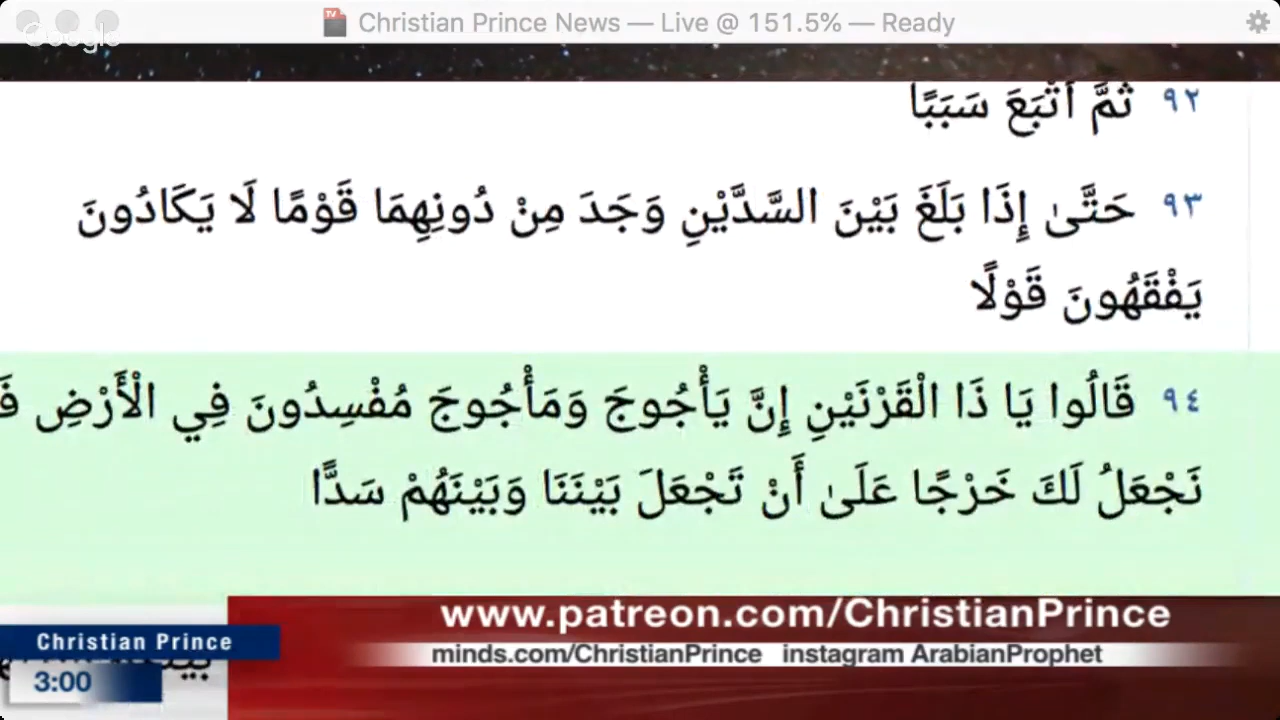 Christian Prince News — Live @ 151.5% — Ready
Google
٩٢ ثُمَّ أَتْبَعَ سَبَبًا
٩٣ حَتَّىٰ إِذَا بَلَغَ بَيْنَ السَّدَّيْنِ وَجَدَ مِنْ دُونِهِمَا قَوْمًا لَا يَكَادُونَ
يَفْقَهُونَ قَوْلًا
٩٤ قَالُوا يَا ذَا الْقَرْنَيْنِ إِنَّ يَأْجُوجَ وَمَأْجُوجَ مُفْسِدُونَ فِي الْأَرْضِ
نَجْعَلُ لَكَ خَرْجًا عَلَىٰ أَنْ تَجْعَلَ بَيْنَنَا وَبَيْنَهُمْ سَدًّا
www.patreon.com/ChristianPrince
Christian Prince
minds.com/ChristianPrince instagram ArabianProphet
3:00